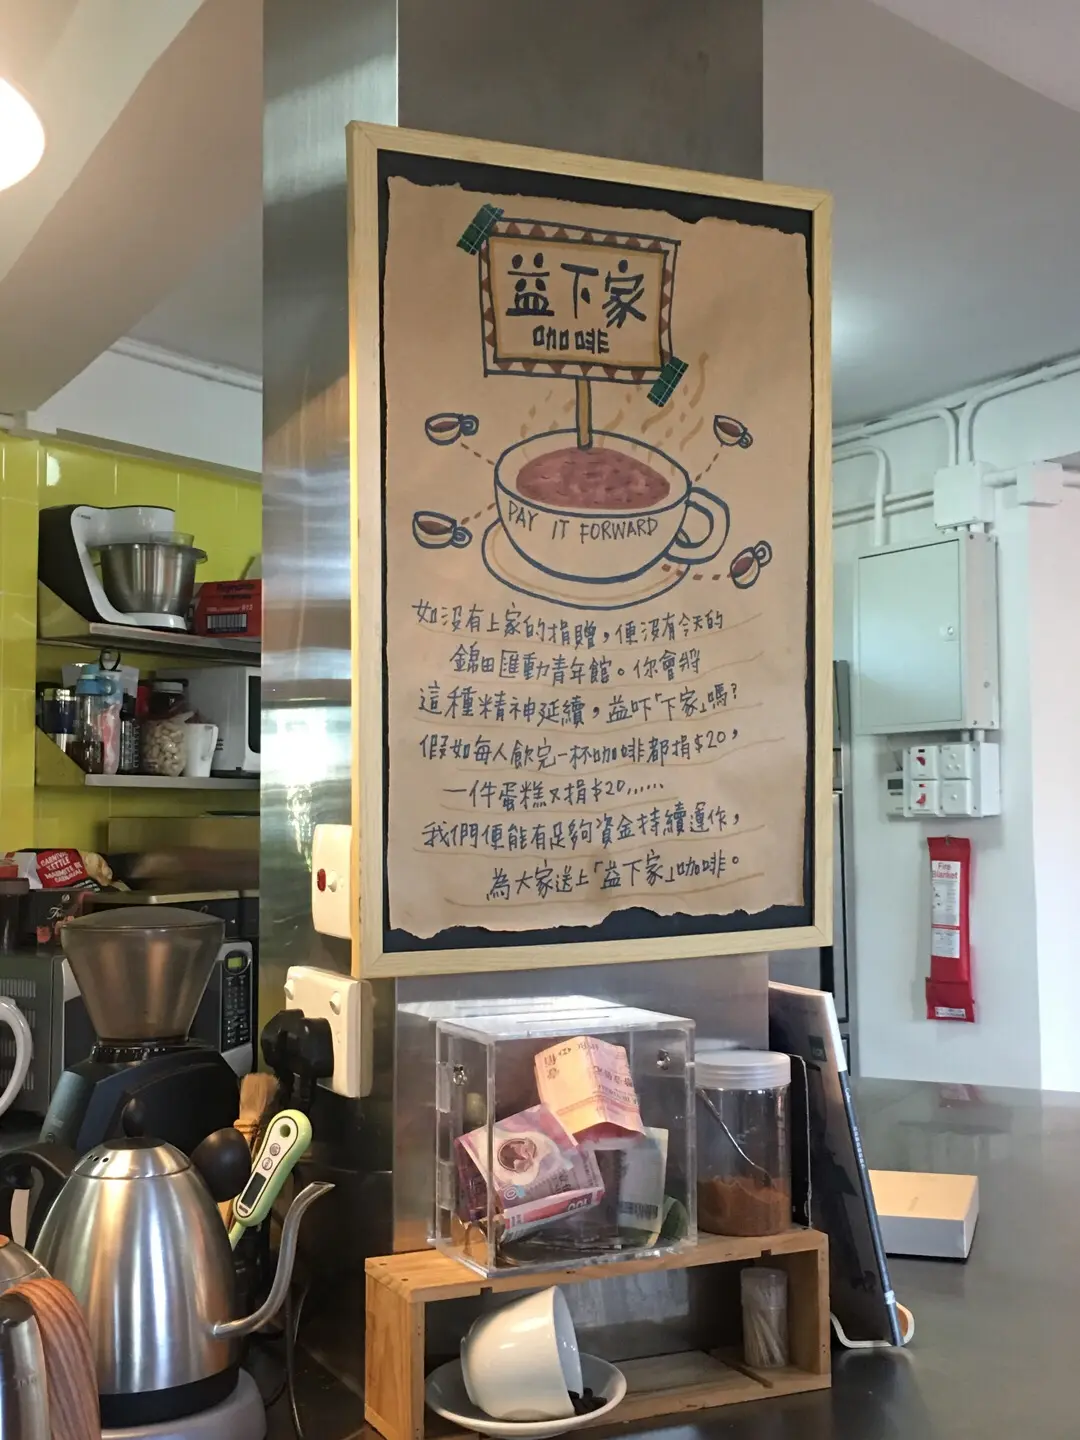 益下家
咖啡
PAY IT FORWARD
如沒有上家的捐贈，便沒有今天的
錦田匯動青年館。你會將
這種精神延續，益吓「下家」嗎？
假如每人飲完一杯咖啡都捐$20，
一件蛋糕又捐$20......
我們便能有足夠資金持續運作，
為大家送上「益下家」咖啡。
Fire
Blanket